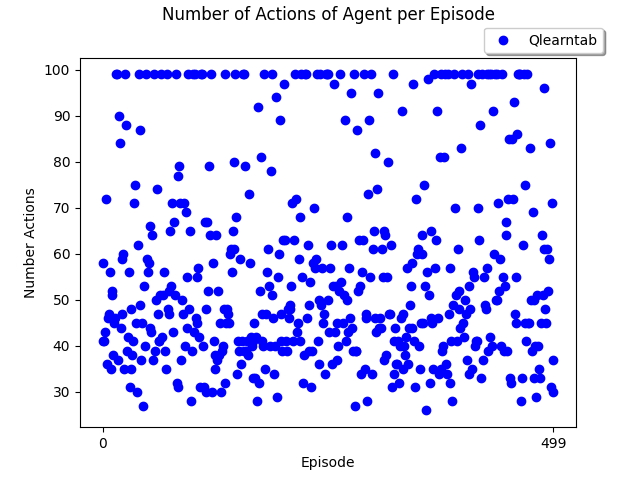 Number of Actions of Agent per Episode
Qlearntab
100
90
80
70
60
50
40
30
Number Actions
0
499
Episode